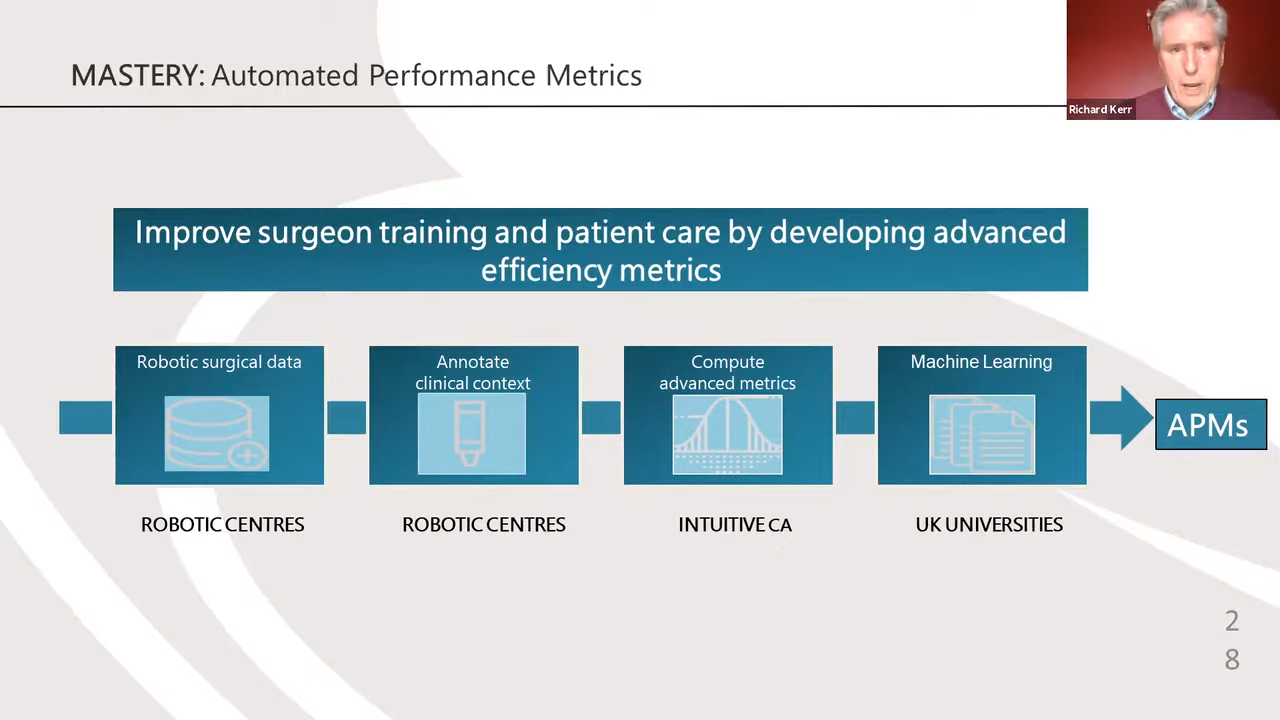 MASTERY: Automated Performance Metrics
Richard Kerr
Improve surgeon training and patient care by developing advanced
efficiency metrics
Robotic surgical data
Annotate
clinical context
Compute
advanced metrics
Machine Learning
APMs
ROBOTIC CENTRES
ROBOTIC CENTRES
INTUITIVE CA
UK UNIVERSITIES
2
8